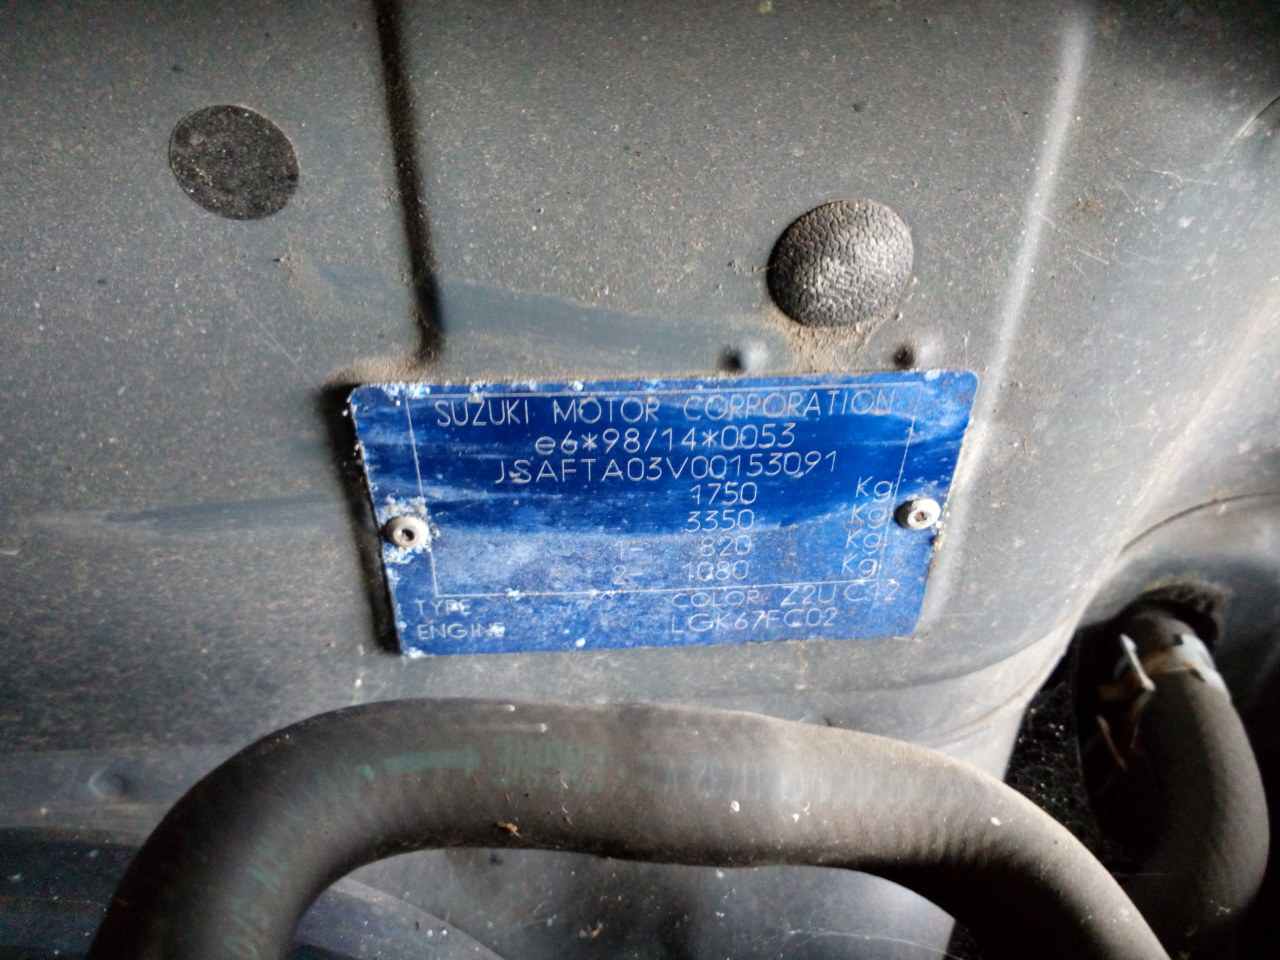 SUZUKI MOTOR CORPORATION
e6*98/14*0053
JSAFTA03V00153091
1750 Kg
3350 Kg
1- 820 Kg
2- 1080 Kg
TYPE COLOR Z2U
ENGINE LGK67FC02